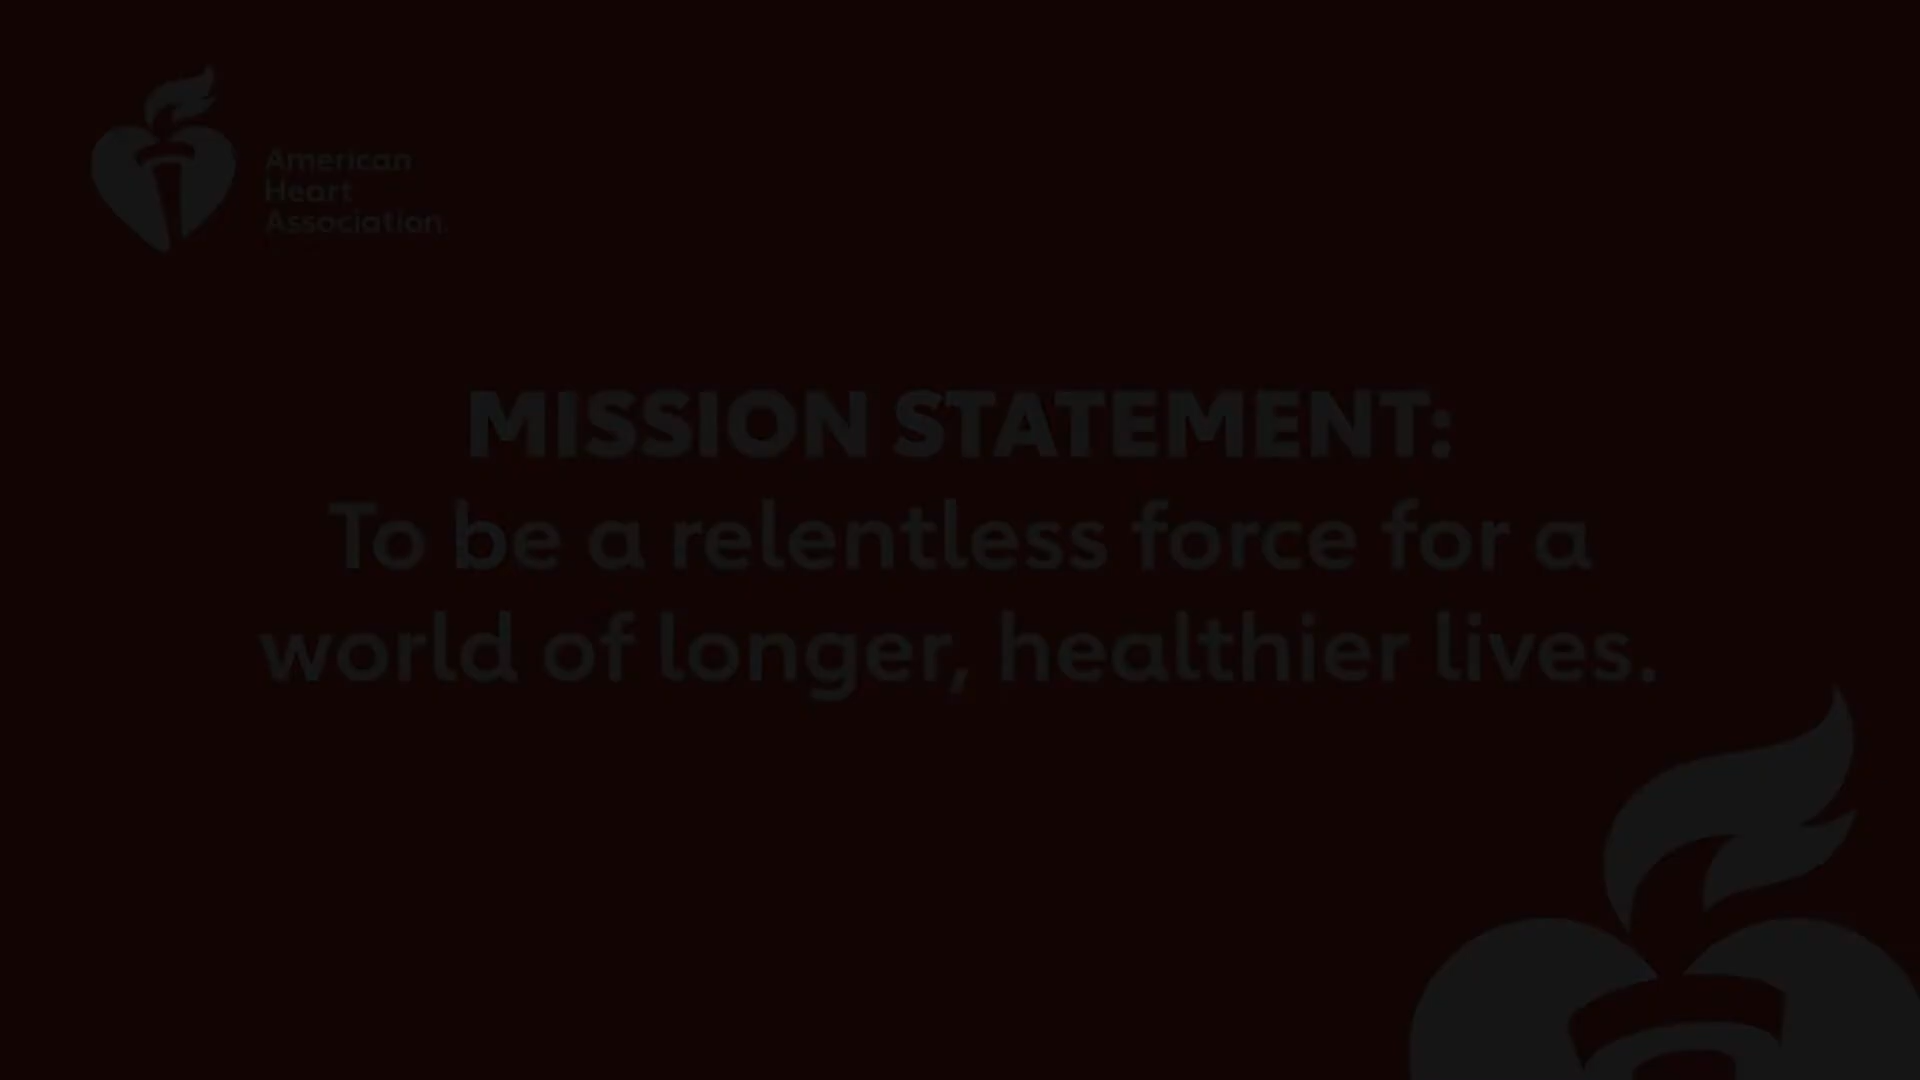 American
Heart
Association.
MISSION STATEMENT:
To be a relentless force for a
world of longer, healthier lives.